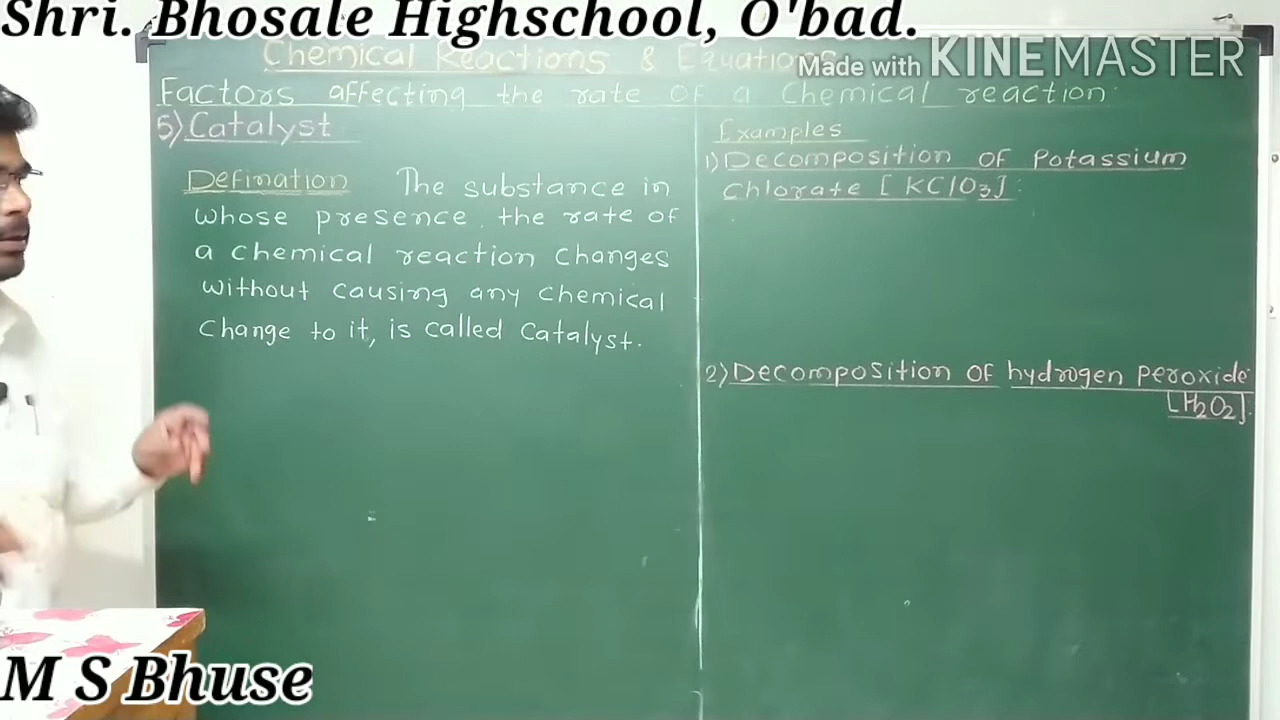 Shri. Bhosale Highschool, O'bad.
Made with KINEMASTER
Chemical Reactions & Equations
Factors affecting the rate of a chemical reaction:
5) Catalyst
Defination The substance in
whose presence, the rate of
a chemical reaction changes
without causing any chemical
change to it, is called catalyst.
Examples
1) Decomposition of Potassium
Chlorate [KClO3]:
2) Decomposition of hydrogen peroxide
[H2O2]:
M S Bhuse